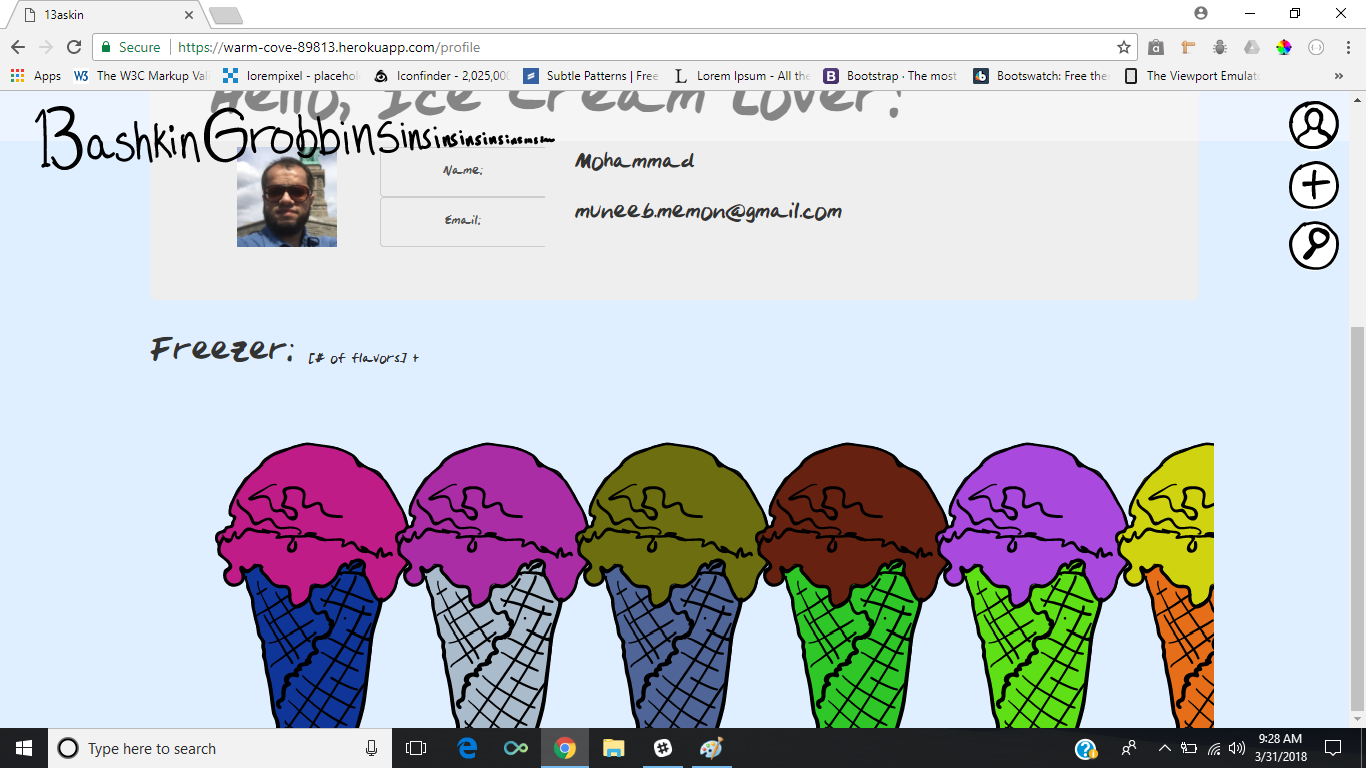 13askin
Secure https://warm-cove-89813.herokuapp.com/profile
Apps The W3C Markup Val lorempixel - placehol Iconfinder - 2,025,000 Subtle Patterns | Free Lorem Ipsum - All the Bootstrap · The most Bootswatch: Free the The Viewport Emulat »
Hello, Ice Cream Lover!
BashkinGrobbinsinsinsinsinsinsinsins
Name: Mohammad
Email: muneeb.memon@gmail.com
Freezer: [# of flavors] +
Type here to search
9:28 AM
3/31/2018